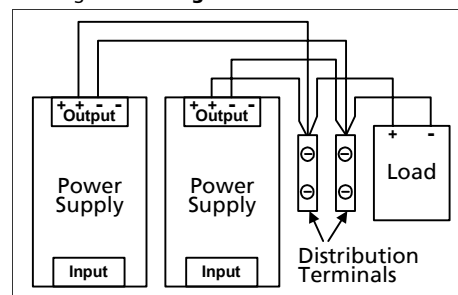 + + - -
Output
Power
Supply
Input
+ + - -
Output
Power
Supply
Input
+ -
Load
Distribution
Terminals